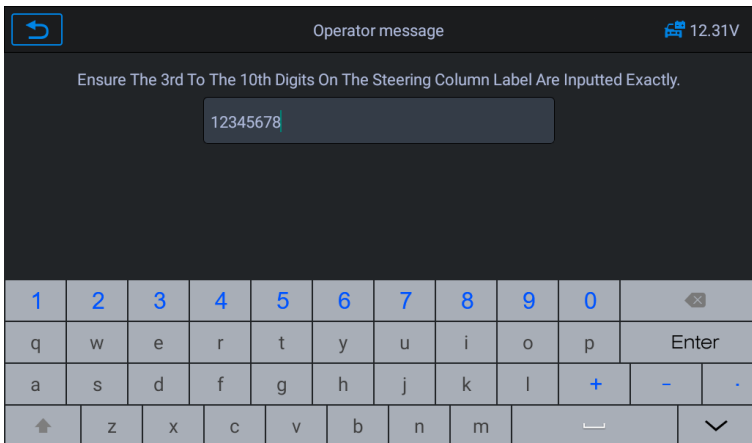 Operator message 12.31V
Ensure The 3rd To The 10th Digits On The Steering Column Label Are Inputted Exactly.
12345678
1 2 3 4 5 6 7 8 9 0
q w e r t y u i o p Enter
a s d f g h j k l + - .
z x c v b n m